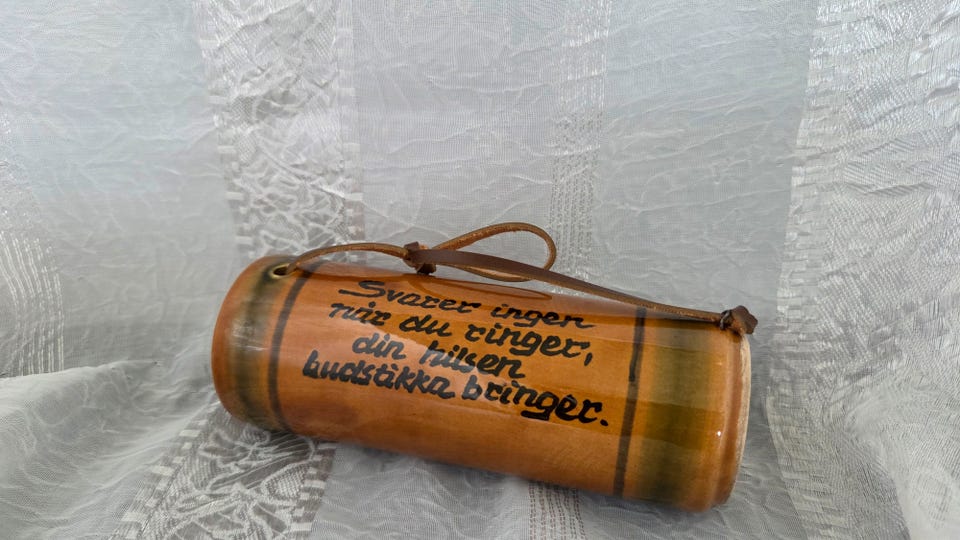 Svarer ingen
når du ringer,
din hilsen
budstikka bringer.